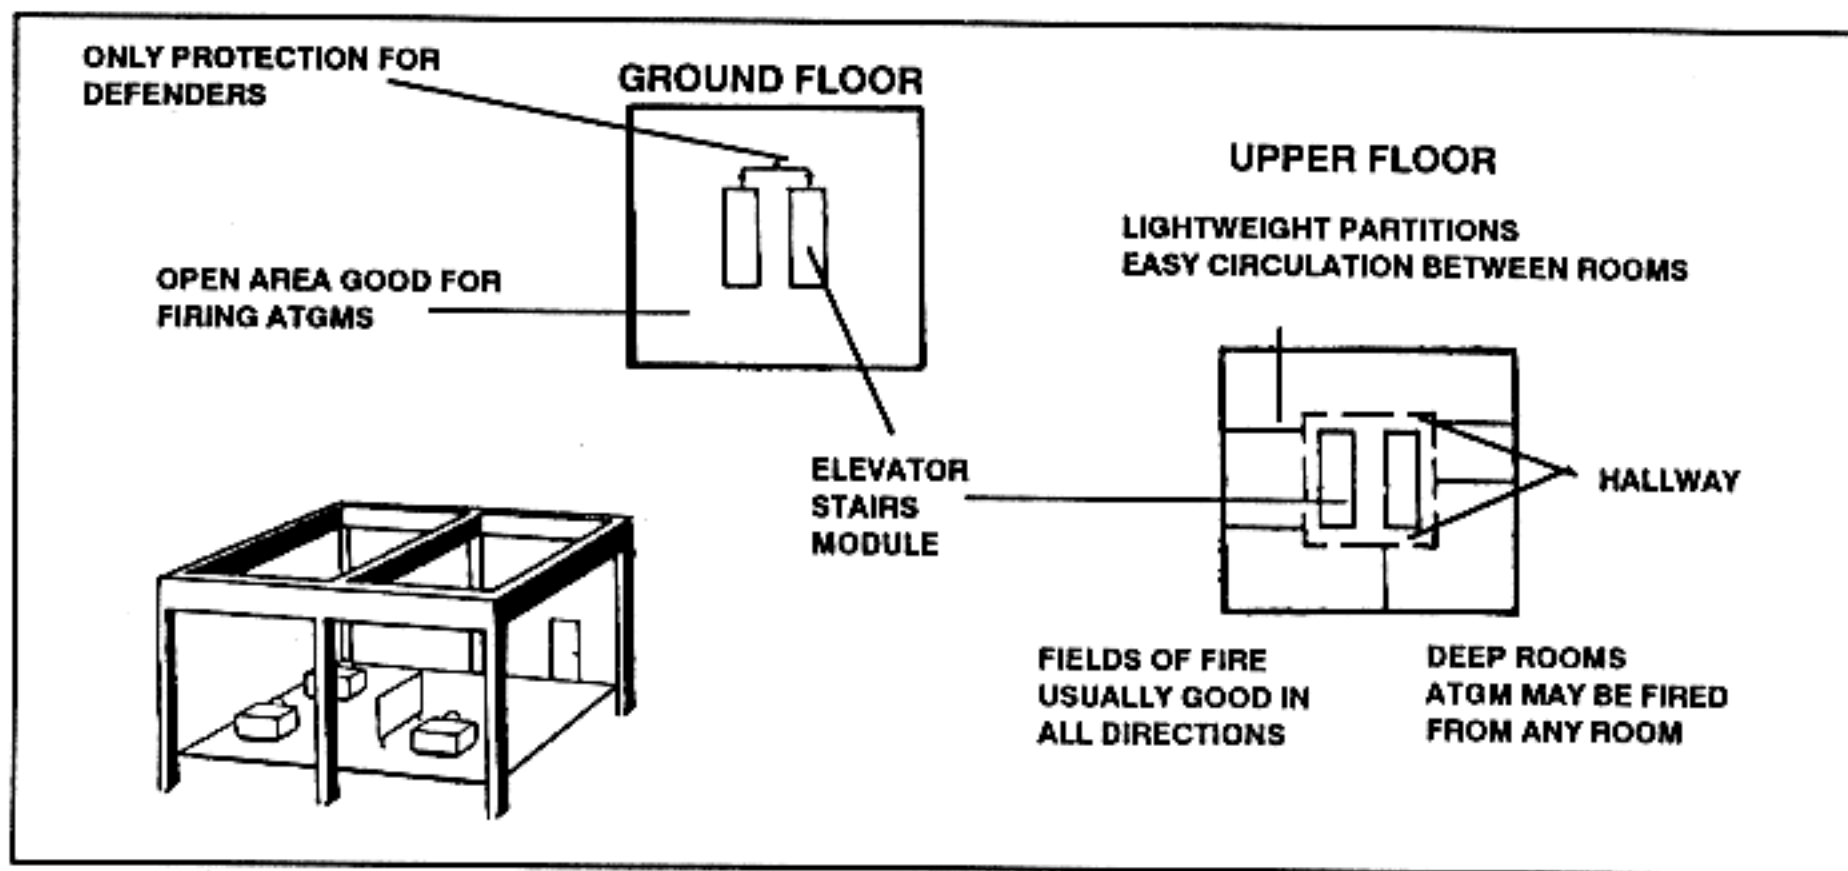 ONLY PROTECTION FOR
DEFENDERS
GROUND FLOOR
OPEN AREA GOOD FOR
FIRING ATGMS
UPPER FLOOR
LIGHTWEIGHT PARTITIONS
EASY CIRCULATION BETWEEN ROOMS
ELEVATOR
STAIRS
MODULE
HALLWAY
FIELDS OF FIRE
USUALLY GOOD IN
ALL DIRECTIONS
DEEP ROOMS
ATGM MAY BE FIRED
FROM ANY ROOM